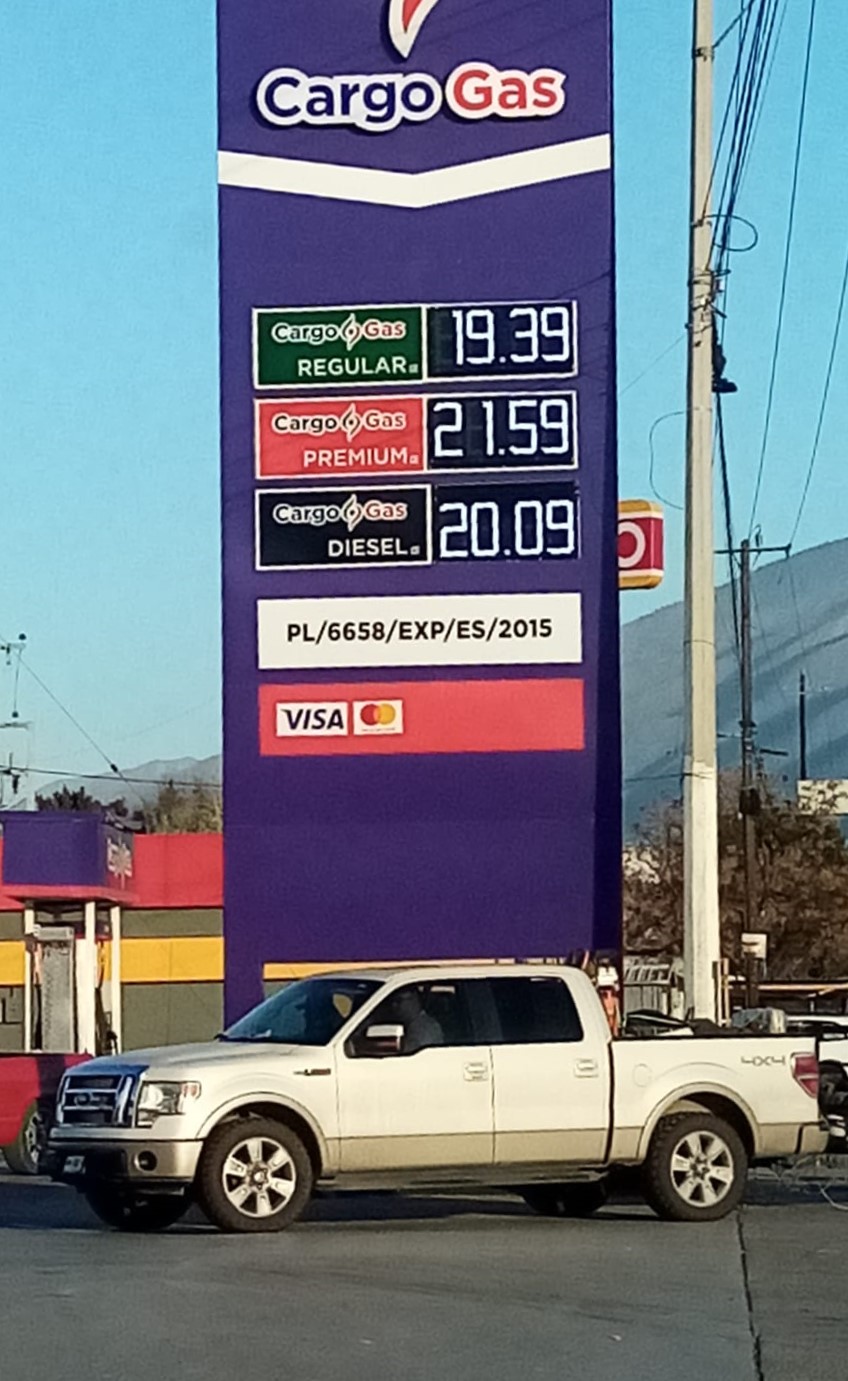 Cargo Gas
Cargo Gas
REGULAR
19.39
Cargo Gas
PREMIUM
21.59
Cargo Gas
DIESEL
20.09
PL/6658/EXP/ES/2015
VISA
O
4X4